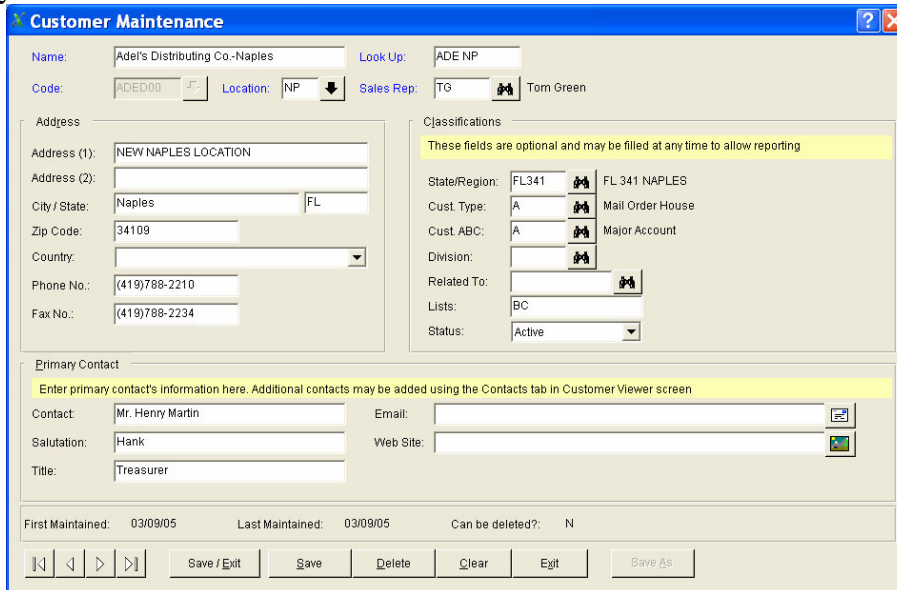 Customer Maintenance
Name: Adel's Distributing Co.-Naples Look Up: ADE NP
Code: ADED00 Location: NP Sales Rep: TG Tom Green
Address
Classifications
These fields are optional and may be filled at any time to allow reporting
Address (1): NEW NAPLES LOCATION
Address (2):
City / State: Naples FL
Zip Code: 34109
Country:
Phone No.: (419)788-2210
Fax No.: (419)788-2234
State/Region: FL341 FL 341 NAPLES
Cust. Type: A Mail Order House
Cust. ABC: A Major Account
Division:
Related To:
Lists: BC
Status: Active
Primary Contact
Enter primary contact's information here. Additional contacts may be added using the Contacts tab in Customer Viewer screen
Contact: Mr. Henry Martin Email:
Salutation: Hank Web Site:
Title: Treasurer
First Maintained: 03/09/05 Last Maintained: 03/09/05 Can be deleted?: N
Save / Exit Save Delete Clear Exit Save As